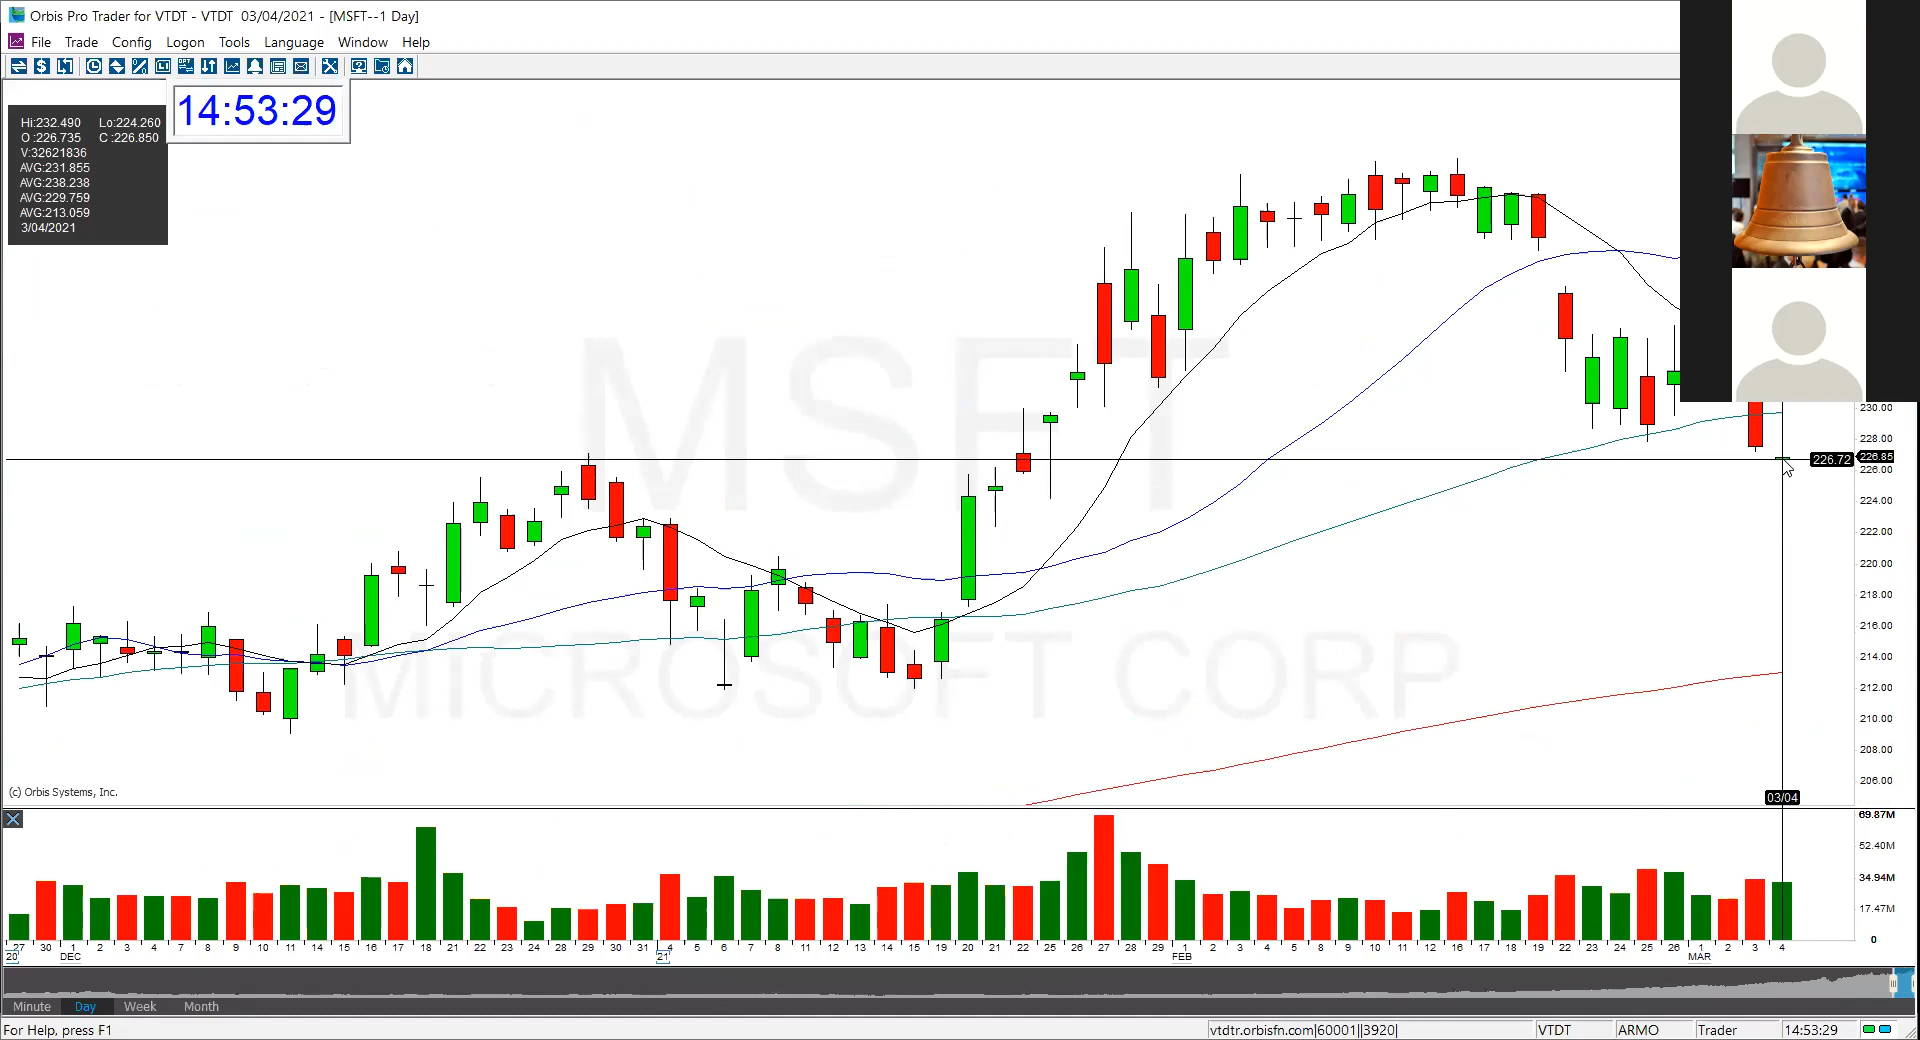 Orbis Pro Trader for VTDT - VTDT 03/04/2021 - [MSFT--1 Day]
File Trade Config Logon Tools Language Window Help
14:53:29
Hi:232.490 Lo:224.260
O :226.735 C :226.850
V:32621836
AVG:231.855
AVG:238.238
AVG:229.759
AVG:213.059
3/04/2021
MSFT
MICROSOFT CORP
230.00
228.00
226.72 226.85
226.00
224.00
222.00
220.00
218.00
216.00
214.00
212.00
210.00
208.00
206.00
(c) Orbis Systems, Inc.
03/04
69.87M
52.40M
34.94M
17.47M
0
27 30 1 2 3 4 7 8 9 10 11 14 15 16 17 18 21 22 23 24 28 29 30 31 4 5 6 7 8 11 12 13 14 15 19 20 21 22 25 26 27 28 29 1 2 3 4 5 8 9 10 11 12 16 17 18 19 22 23 24 25 26 1 2 3 4
20 DEC 21 FEB MAR
Minute Day Week Month
For Help, press F1 vtdtr.orbisfn.com|60001||3920| VTDT ARMO Trader 14:53:29